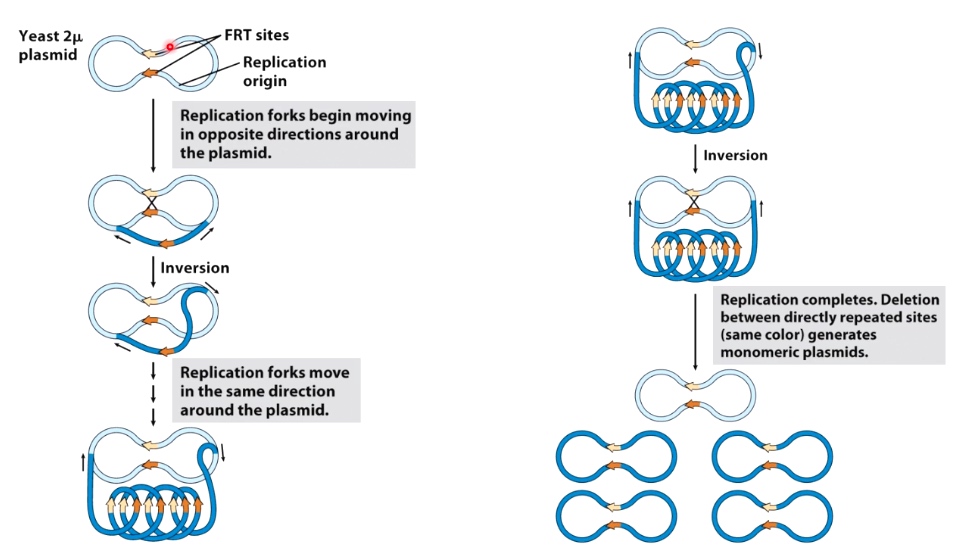 Yeast 2μ
plasmid
FRT sites
Replication
origin
Replication forks begin moving
in opposite directions around
the plasmid.
Inversion
Replication forks move
in the same direction
around the plasmid.
Inversion
Replication completes. Deletion
between directly repeated sites
(same color) generates
monomeric plasmids.